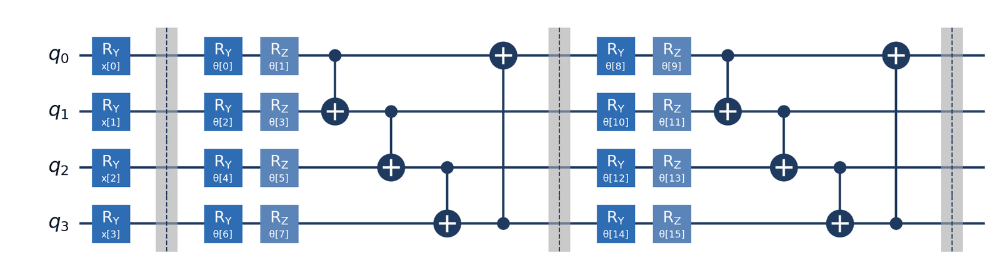 q0 RY x[0] RY θ[0] RZ θ[1] RY θ[8] RZ θ[9]
q1 RY x[1] RY θ[2] RZ θ[3] RY θ[10] RZ θ[11]
q2 RY x[2] RY θ[4] RZ θ[5] RY θ[12] RZ θ[13]
q3 RY x[3] RY θ[6] RZ θ[7] RY θ[14] RZ θ[15]